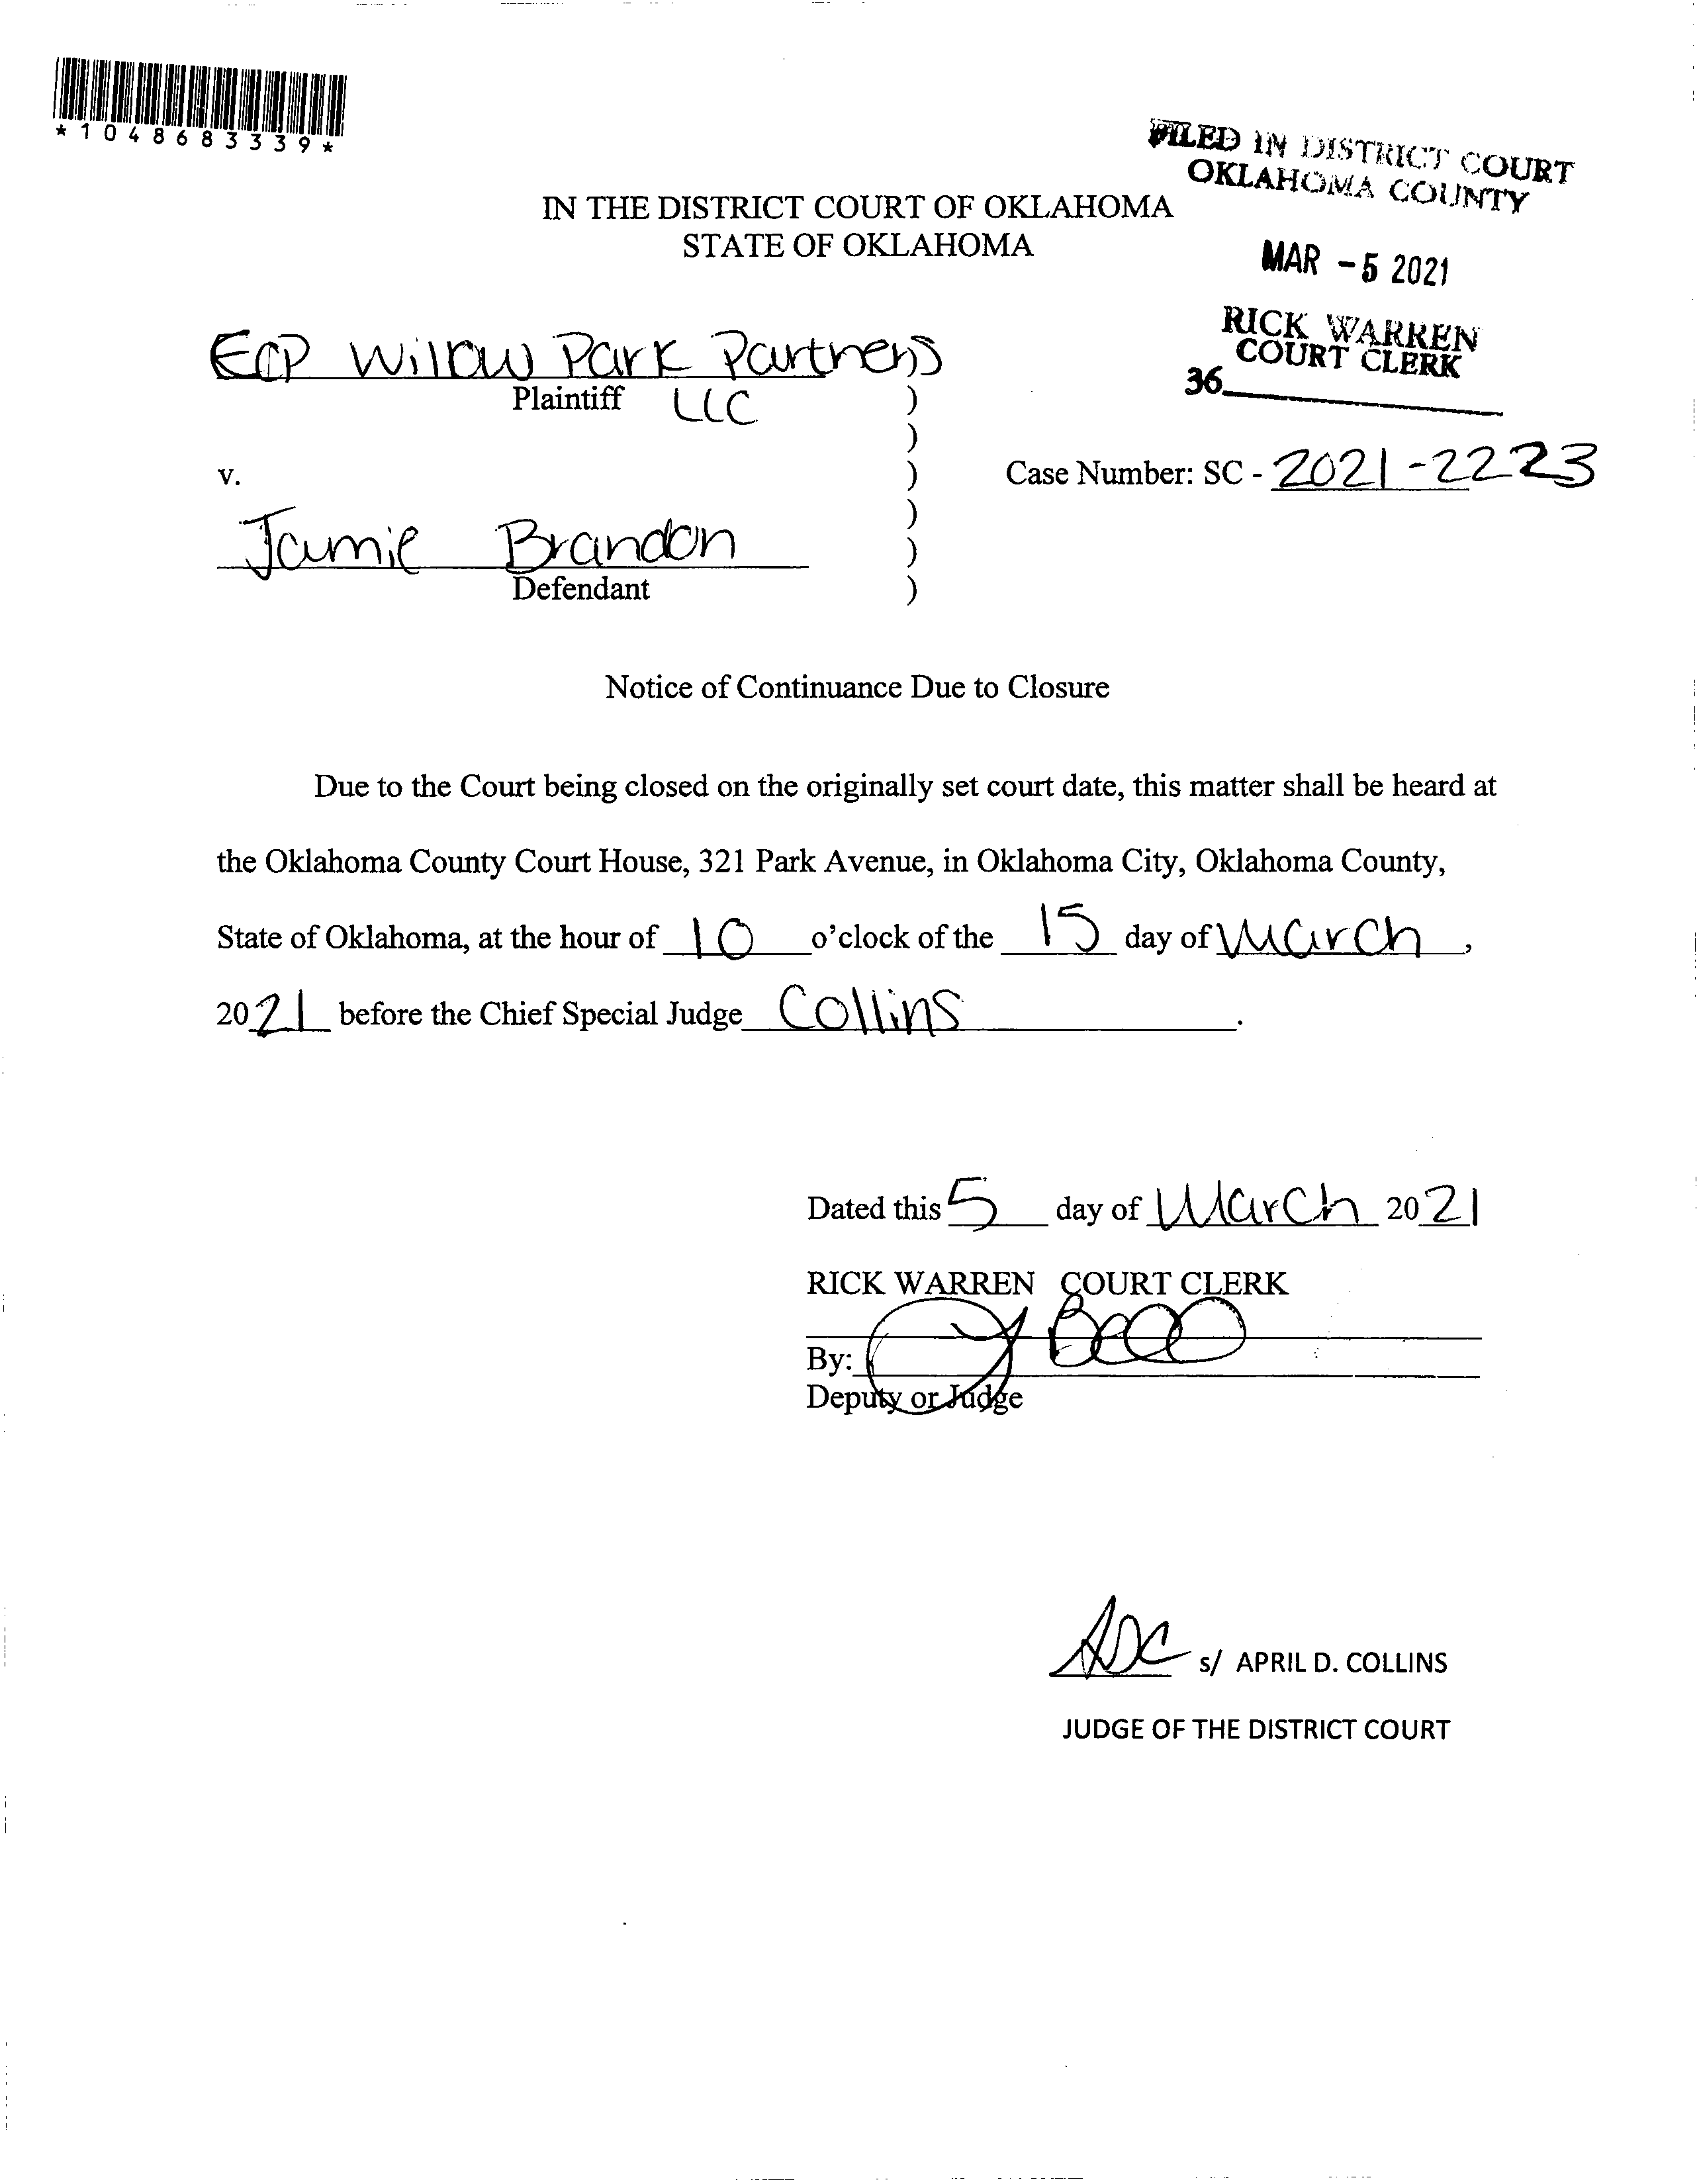 *1048683339*
FILED IN DISTRICT COURT
OKLAHOMA COUNTY
IN THE DISTRICT COURT OF OKLAHOMA
STATE OF OKLAHOMA
MAR - 5 2021
RICK WARREN
COURT CLERK
36
ECP Willow Park Partners
Plaintiff LLC )
)
v. ) Case Number: SC - 2021-2223
)
Jamie Brandon )
Defendant )
Notice of Continuance Due to Closure
Due to the Court being closed on the originally set court date, this matter shall be heard at
the Oklahoma County Court House, 321 Park Avenue, in Oklahoma City, Oklahoma County,
State of Oklahoma, at the hour of 10 o'clock of the 15 day of March ,
2021 before the Chief Special Judge Collins .
Dated this 5 day of March 2021
RICK WARREN COURT CLERK
By:
Deputy or Judge
ADC s/ APRIL D. COLLINS
JUDGE OF THE DISTRICT COURT